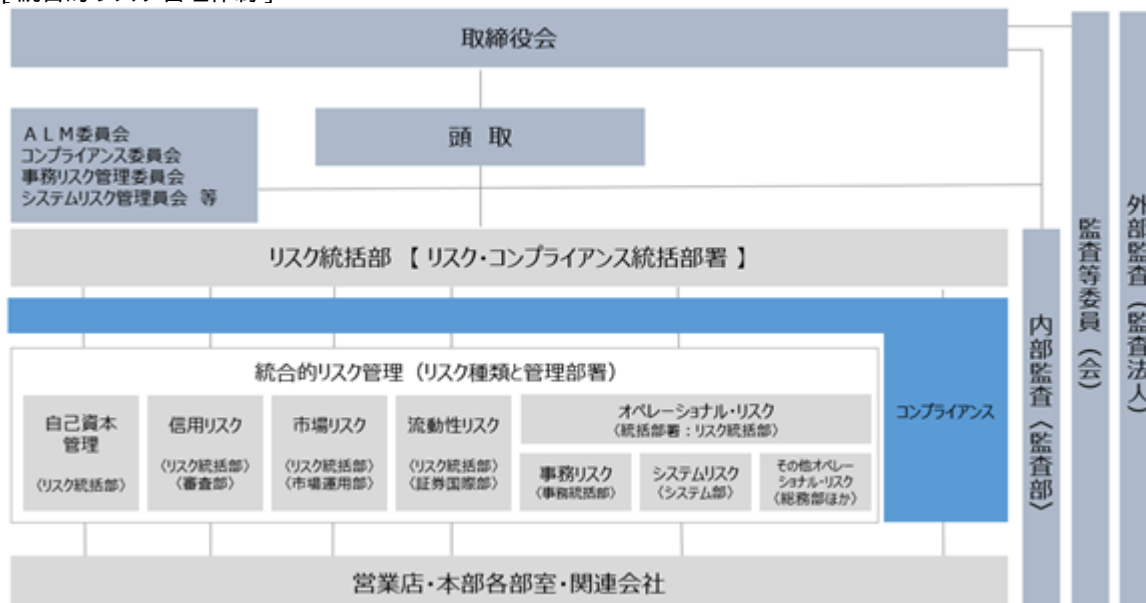 取締役会
ALM委員会
コンプライアンス委員会
事務リスク管理委員会
システムリスク管理員会 等
頭 取
リスク統括部 【 リスク・コンプライアンス統括部署 】
統合的リスク管理 (リスク種類と管理部署)
自己資本
管理
(リスク統括部)
信用リスク
(リスク統括部)
(審査部)
市場リスク
(リスク統括部)
(市場運用部)
流動性リスク
(リスク統括部)
(証券国際部)
オペレーショナル・リスク
(統括部署:リスク統括部)
事務リスク
(事務統括部)
システムリスク
(システム部)
その他オペレー
ショナル・リスク
(総務部ほか)
コンプライアンス
営業店・本部各部室・関連会社
内部監査(監査部)
監査等委員(会)
外部監査(監査法人)